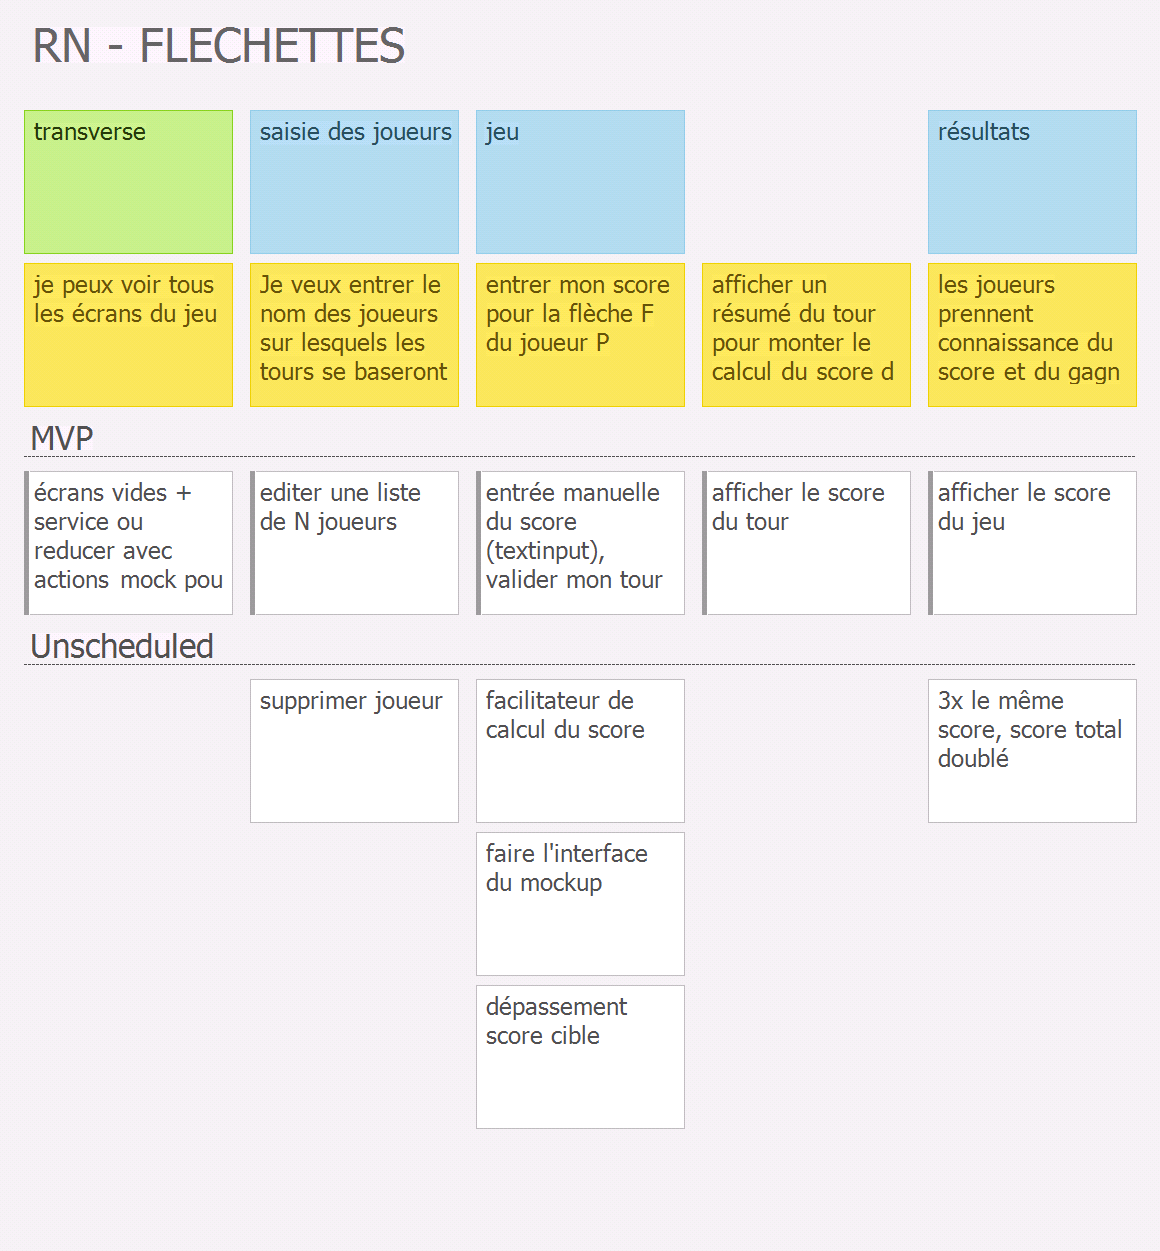 RN - FLECHETTES
transverse
saisie des joueurs
jeu
résultats
je peux voir tous
les écrans du jeu
Je veux entrer le
nom des joueurs
sur lesquels les
tours se baseront
entrer mon score
pour la flèche F
du joueur P
afficher un
résumé du tour
pour monter le
calcul du score d
les joueurs
prennent
connaissance du
score et du gagn
MVP
écrans vides +
service ou
reducer avec
actions mock pou
editer une liste
de N joueurs
entrée manuelle
du score
(textinput),
valider mon tour
afficher le score
du tour
afficher le score
du jeu
Unscheduled
supprimer joueur
facilitateur de
calcul du score
3x le même
score, score total
doublé
faire l'interface
du mockup
dépassement
score cible